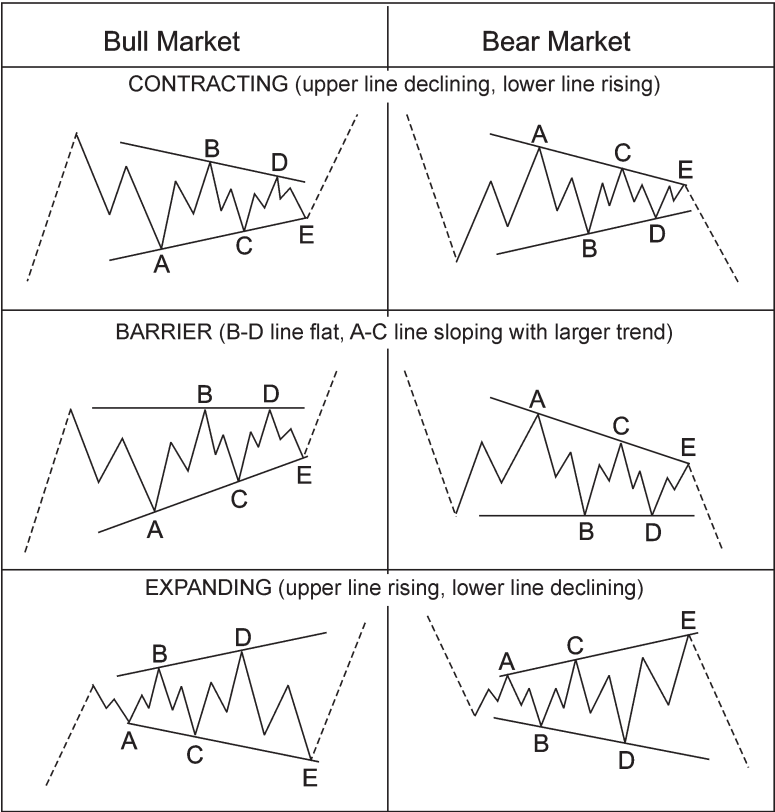 Bull Market
Bear Market
CONTRACTING (upper line declining, lower line rising)
B
D
A
C
E
A
C
E
B
D
BARRIER (B-D line flat, A-C line sloping with larger trend)
B
D
A
C
E
A
C
E
B
D
EXPANDING (upper line rising, lower line declining)
B
D
A
C
E
A
C
E
B
D